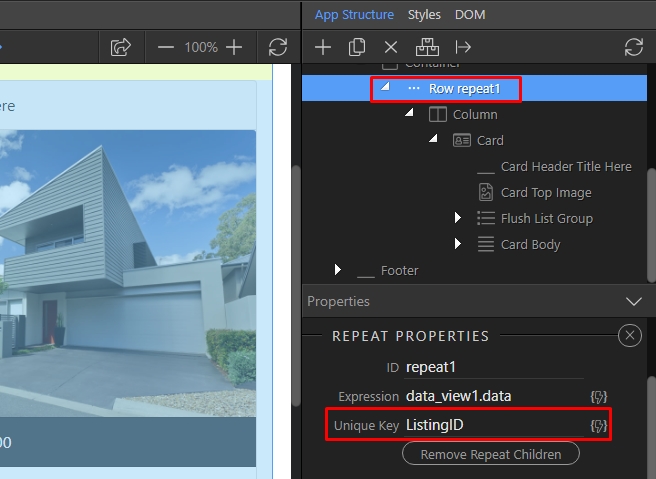 App Structure Styles DOM
100%
Container
Row repeat1
ere
Column
Card
Card Header Title Here
Card Top Image
Flush List Group
Card Body
Footer
Properties
REPEAT PROPERTIES
ID repeat1
Expression data_view1.data
Unique Key ListingID
00
Remove Repeat Children